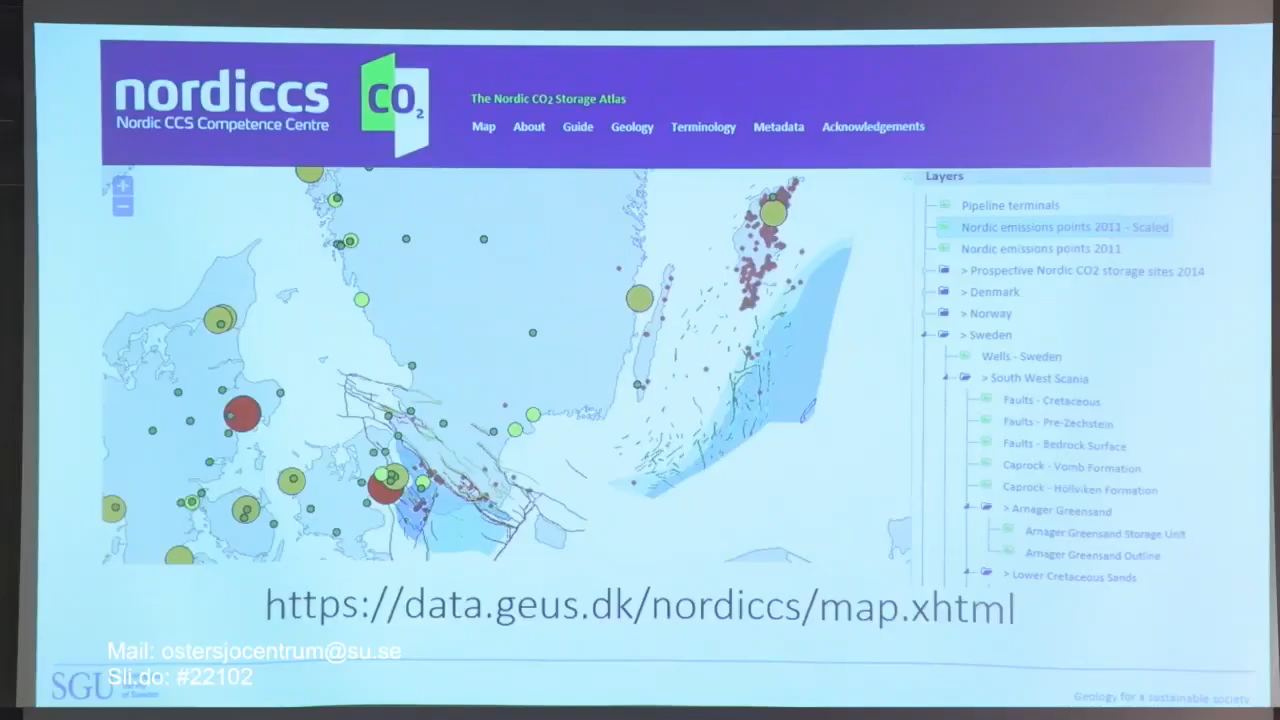 nordiccs
Nordic CCS Competence Centre
CO2
The Nordic CO2 Storage Atlas
Map About Guide Geology Terminology Metadata Acknowledgements
+
−
Layers
Pipeline terminals
Nordic emissions points 2011 - Scaled
Nordic emissions points 2011
> Prospective Nordic CO2 storage sites 2014
> Denmark
> Norway
> Sweden
Wells - Sweden
> South West Scania
Faults - Cretaceous
Faults - Pre-Zechstein
Faults - Bedrock Surface
Caprock - Vomb Formation
Caprock - Höllviken Formation
> Arnager Greensand
Arnager Greensand Storage Unit
Arnager Greensand Outline
> Lower Cretaceous Sands
https://data.geus.dk/nordiccs/map.xhtml
Mail: ostersjocentrum@su.se
Sli.do: #22102
SGU
of Sweden
Geology for a sustainable society